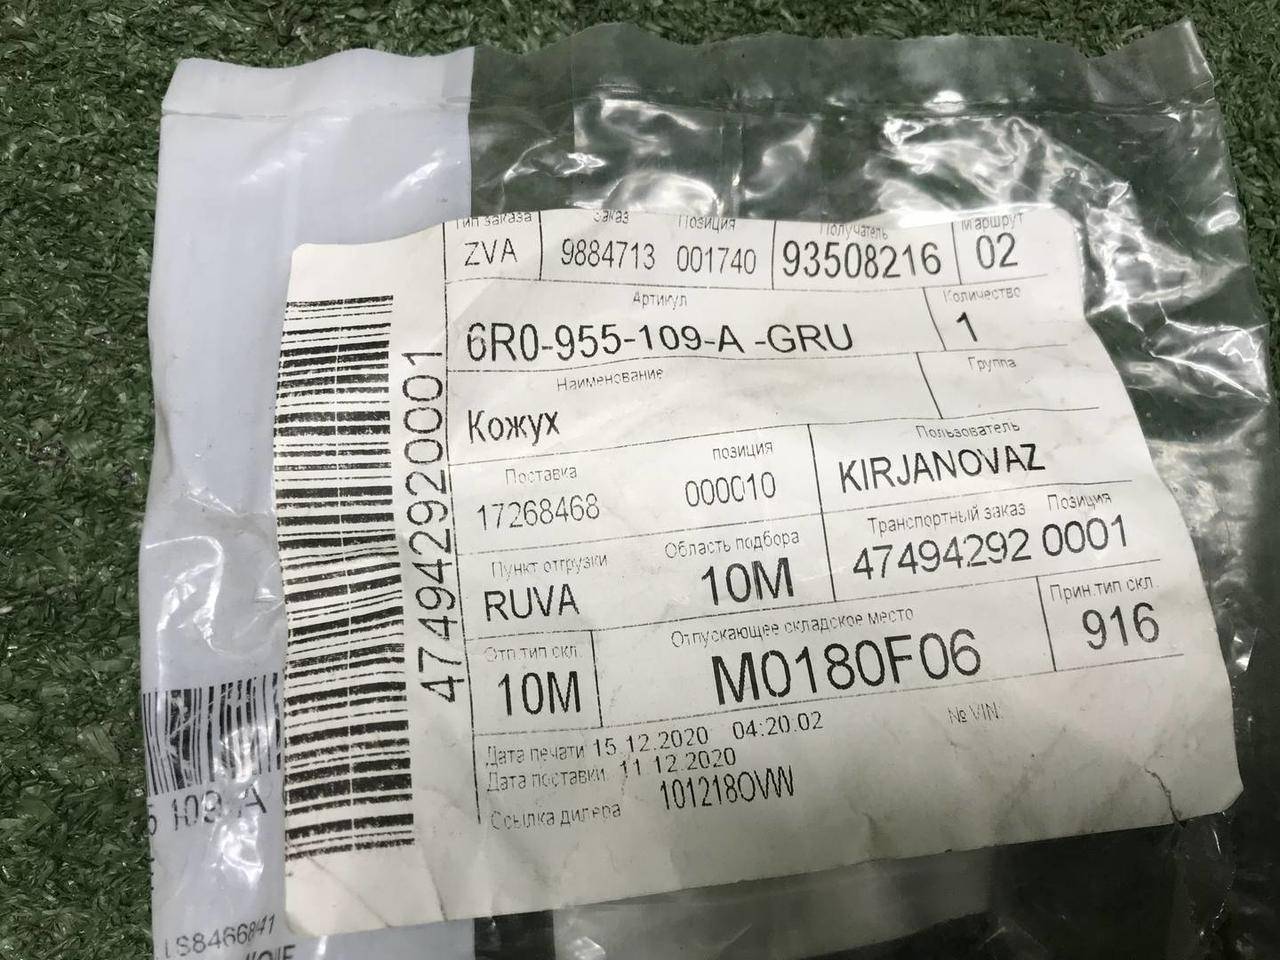 Тип заказа Заказ Позиция Получатель Маршрут
ZVA 9884713 001740 93508216 02
Артикул Количество
6R0-955-109-A -GRU 1
Наименование Группа
Кожух
Поставка позиция Пользователь
17268468 000010 KIRJANOVAZ
Пункт отгрузки Область подбора Транспортный заказ Позиция
RUVA 10M 47494292 0001
Отп тип скл. Отпускающее складское место Прин.тип скл.
10M M0180F06 916
Дата печати 15.12.2020 04:20:02 № VIN:
Дата поставки 11.12.2020
Ссылка дилера 101218OVW
474942920001
109 A